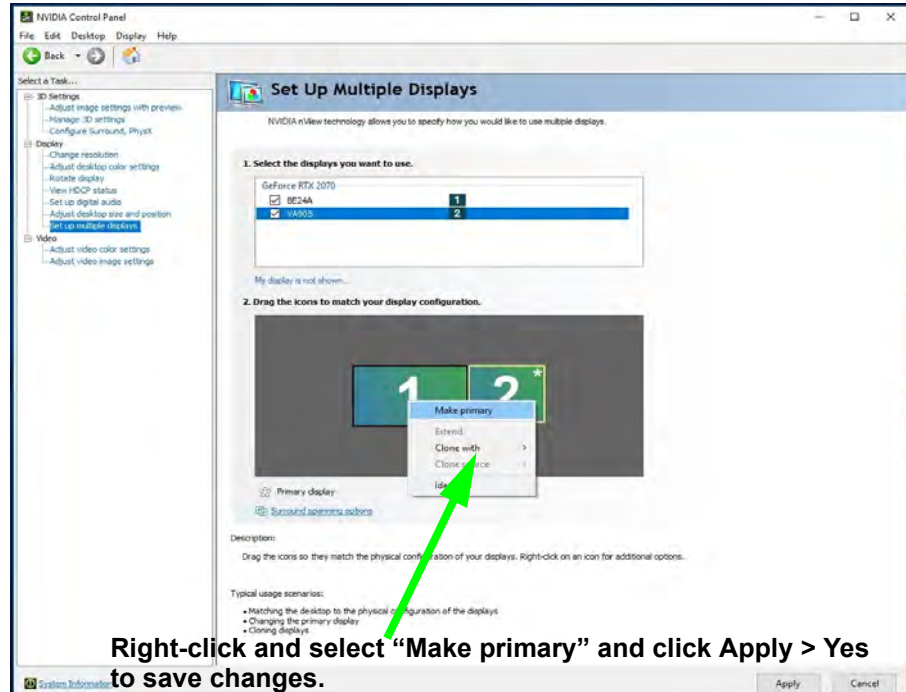 NVIDIA Control Panel
File Edit Desktop Display Help
Back
Select a Task...
3D Settings
Adjust image settings with preview
Manage 3D settings
Configure Surround, PhysX
Display
Change resolution
Adjust desktop color settings
Rotate display
View HDCP status
Set up digital audio
Adjust desktop size and position
Set up multiple displays
Video
Adjust video color settings
Adjust video image settings
Set Up Multiple Displays
NVIDIA nView technology allows you to specify how you would like to use multiple displays.
1. Select the displays you want to use.
GeForce RTX 2070
BE24A 1
2
My display is not shown...
2. Drag the icons to match your display configuration.
1 2 *
Make primary
Extend
Clone with >
Clone >
Primary display
Surround spanning options
Description:
Drag the icons so they match the physical configuration of your displays. Right-click on an icon for additional options.
Typical usage scenarios:
• Matching the desktop to the physical configuration of the displays
• Changing the primary display
• Cloning displays
Right-click and select “Make primary” and click Apply > Yes
to save changes.
System Information
Apply Cancel